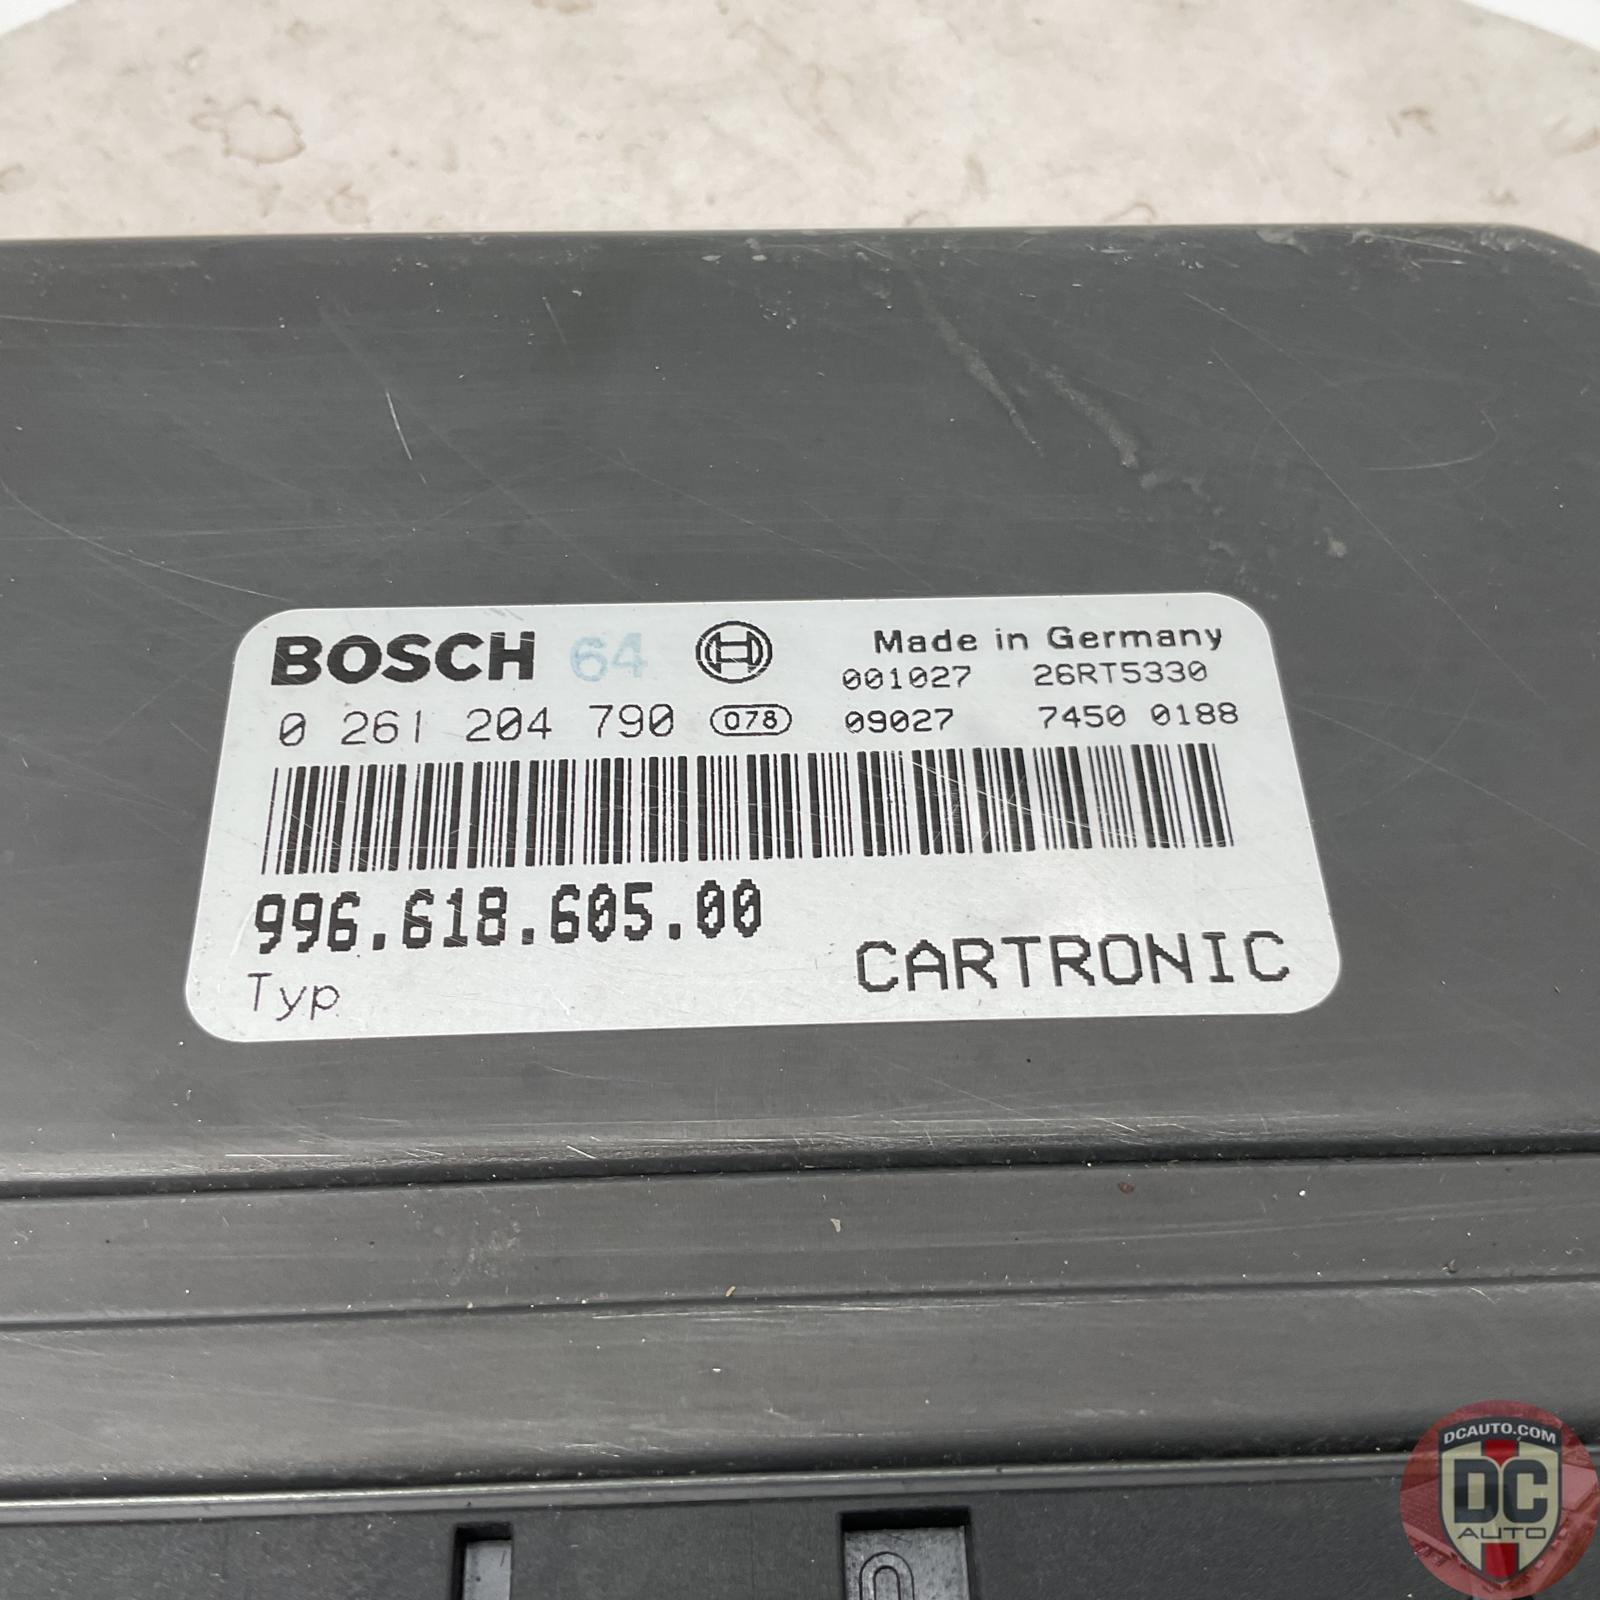 BOSCH 64 Made in Germany
001027 26RT5330
0 261 204 790 078 09027 7450 0188
996.618.605.00
Typ CARTRONIC
DCAUTO.COM
DC
AUTO